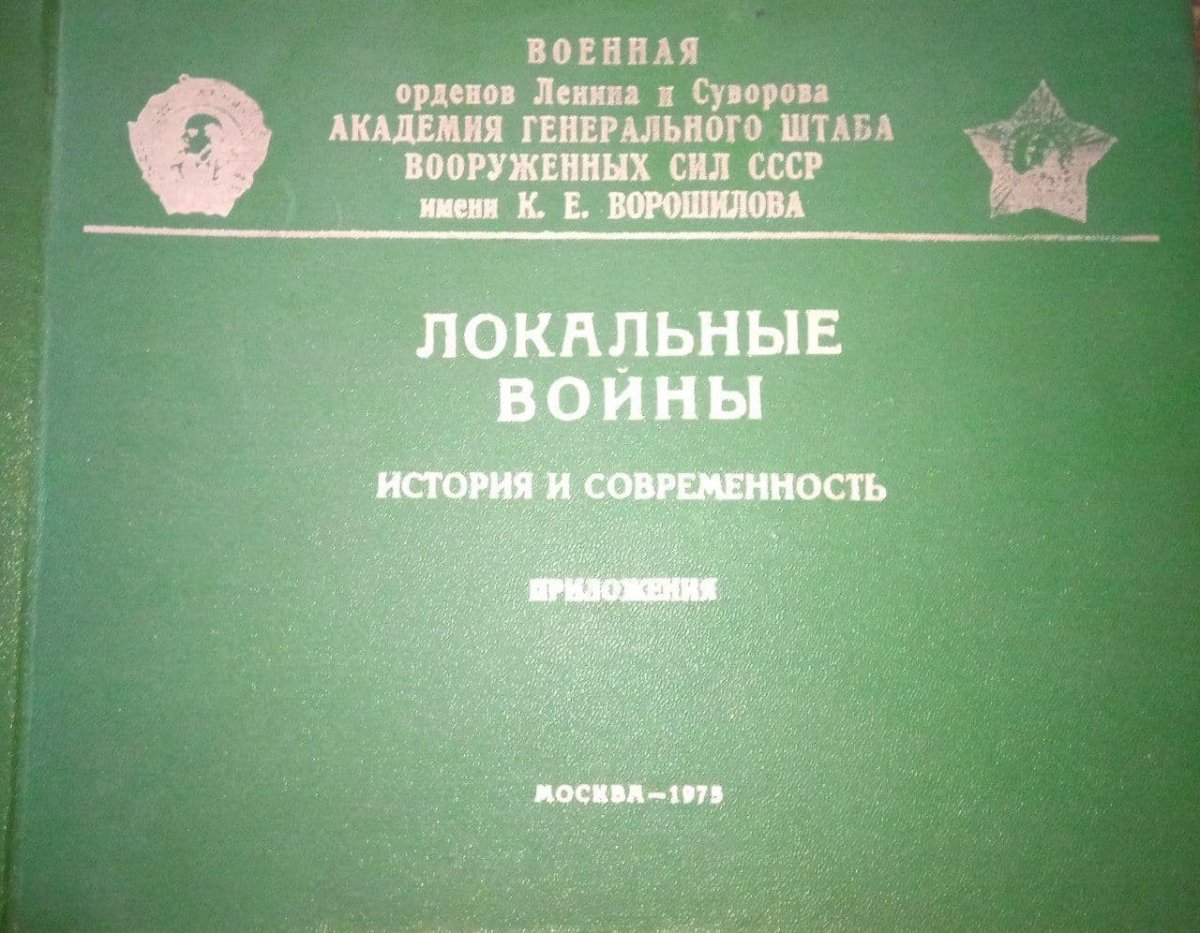 ВОЕННАЯ
орденов Ленина и Суворова
АКАДЕМИЯ ГЕНЕРАЛЬНОГО ШТАБА
ВООРУЖЕННЫХ СИЛ СССР
имени К. Е. ВОРОШИЛОВА
ЛОКАЛЬНЫЕ
ВОЙНЫ
ИСТОРИЯ И СОВРЕМЕННОСТЬ
ПРИЛОЖЕНИЯ
МОСКВА—1975